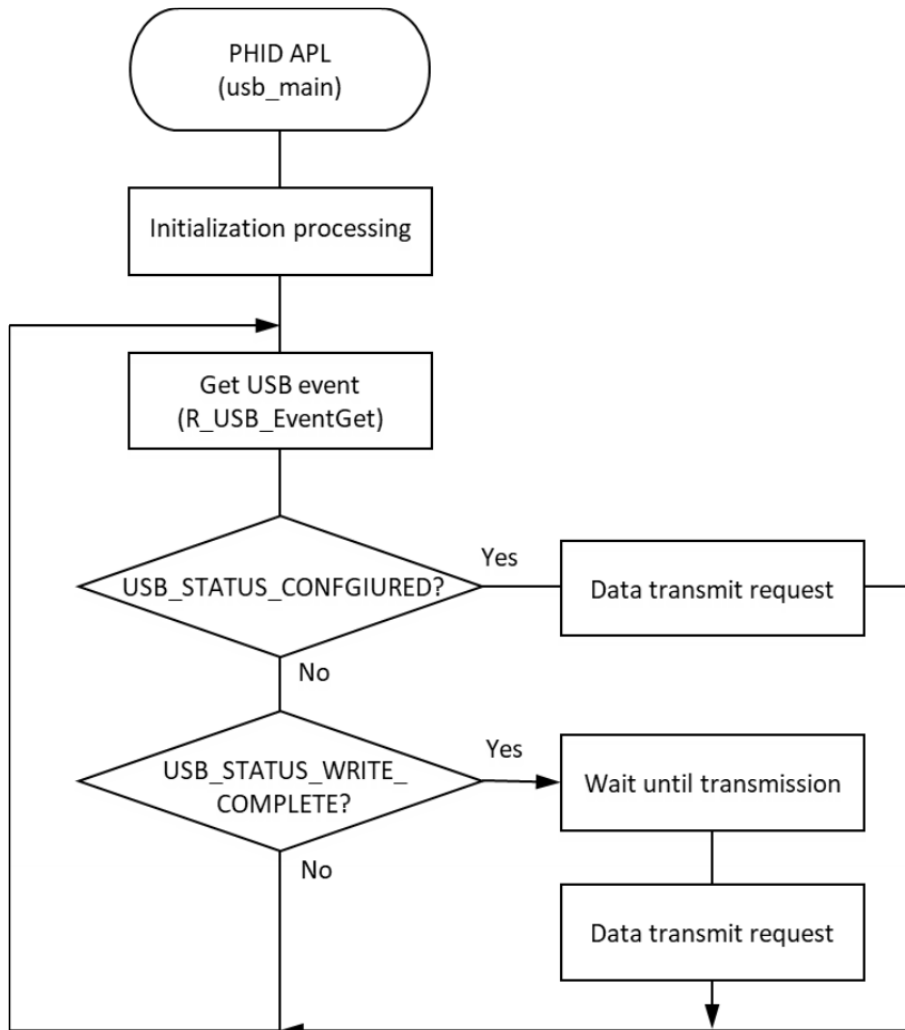 PHID APL
(usb_main)
Initialization processing
Get USB event
(R_USB_EventGet)
USB_STATUS_CONFGIURED?
Yes
Data transmit request
No
USB_STATUS_WRITE_
COMPLETE?
Yes
Wait until transmission
No
Data transmit request